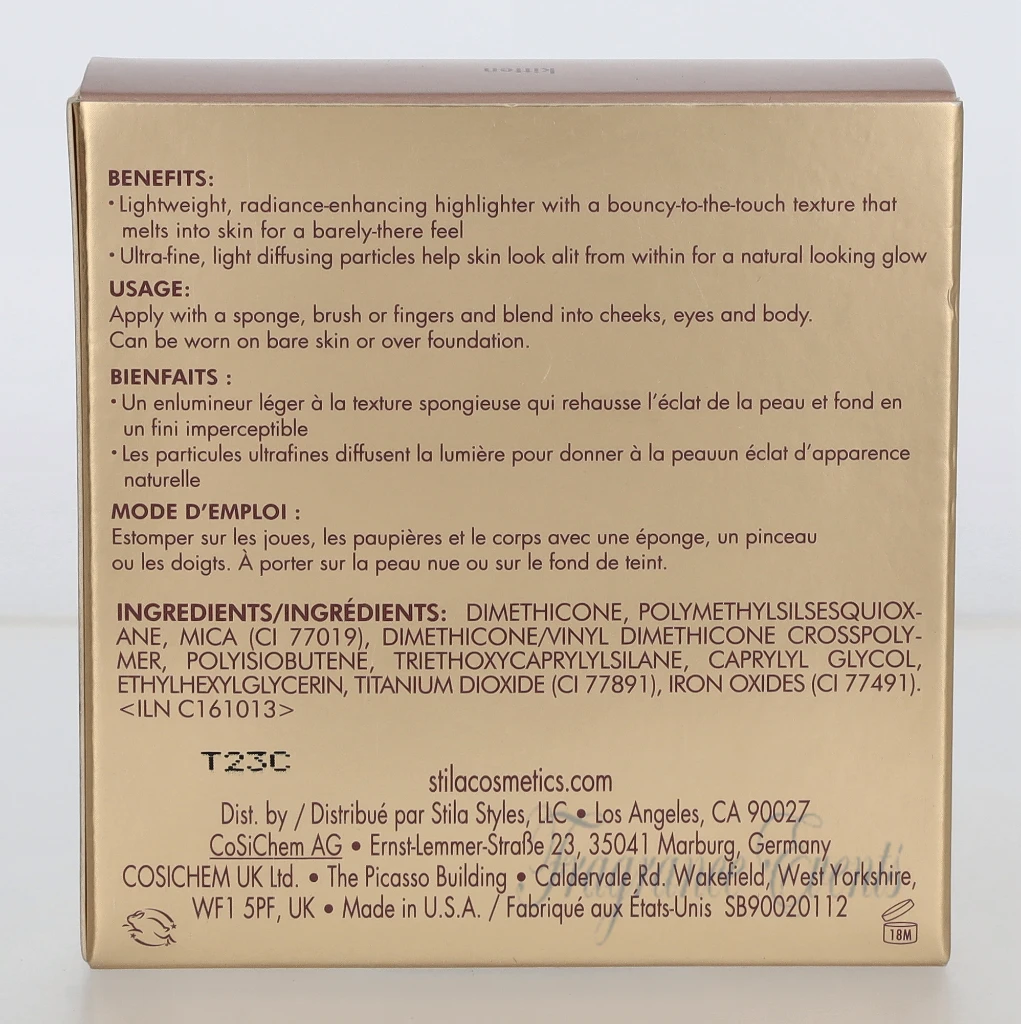 kitten
BENEFITS:
• Lightweight, radiance-enhancing highlighter with a bouncy-to-the-touch texture that
melts into skin for a barely-there feel
• Ultra-fine, light diffusing particles help skin look alit from within for a natural looking glow
USAGE:
Apply with a sponge, brush or fingers and blend into cheeks, eyes and body.
Can be worn on bare skin or over foundation.
BIENFAITS :
• Un enlumineur léger à la texture spongieuse qui rehausse l'éclat de la peau et fond en
un fini imperceptible
• Les particules ultrafines diffusent la lumière pour donner à la peauun éclat d'apparence
naturelle
MODE D'EMPLOI :
Estomper sur les joues, les paupières et le corps avec une éponge, un pinceau
ou les doigts. À porter sur la peau nue ou sur le fond de teint.
INGREDIENTS/INGRÉDIENTS: DIMETHICONE, POLYMETHYLSILSESQUIOX-
ANE, MICA (CI 77019), DIMETHICONE/VINYL DIMETHICONE CROSSPOLY-
MER, POLYISIOBUTENE, TRIETHOXYCAPRYLYLSILANE, CAPRYLYL GLYCOL,
ETHYLHEXYLGLYCERIN, TITANIUM DIOXIDE (CI 77891), IRON OXIDES (CI 77491).
<ILN C161013>
T23C
stilacosmetics.com
Dist. by / Distribué par Stila Styles, LLC • Los Angeles, CA 90027
CoSiChem AG • Ernst-Lemmer-Straße 23, 35041 Marburg, Germany
COSICHEM UK Ltd. • The Picasso Building • Caldervale Rd, Wakefield, West Yorkshire,
WF1 5PF, UK • Made in U.S.A. / Fabriqué aux États-Unis SB90020112
18M
Fragrance Events